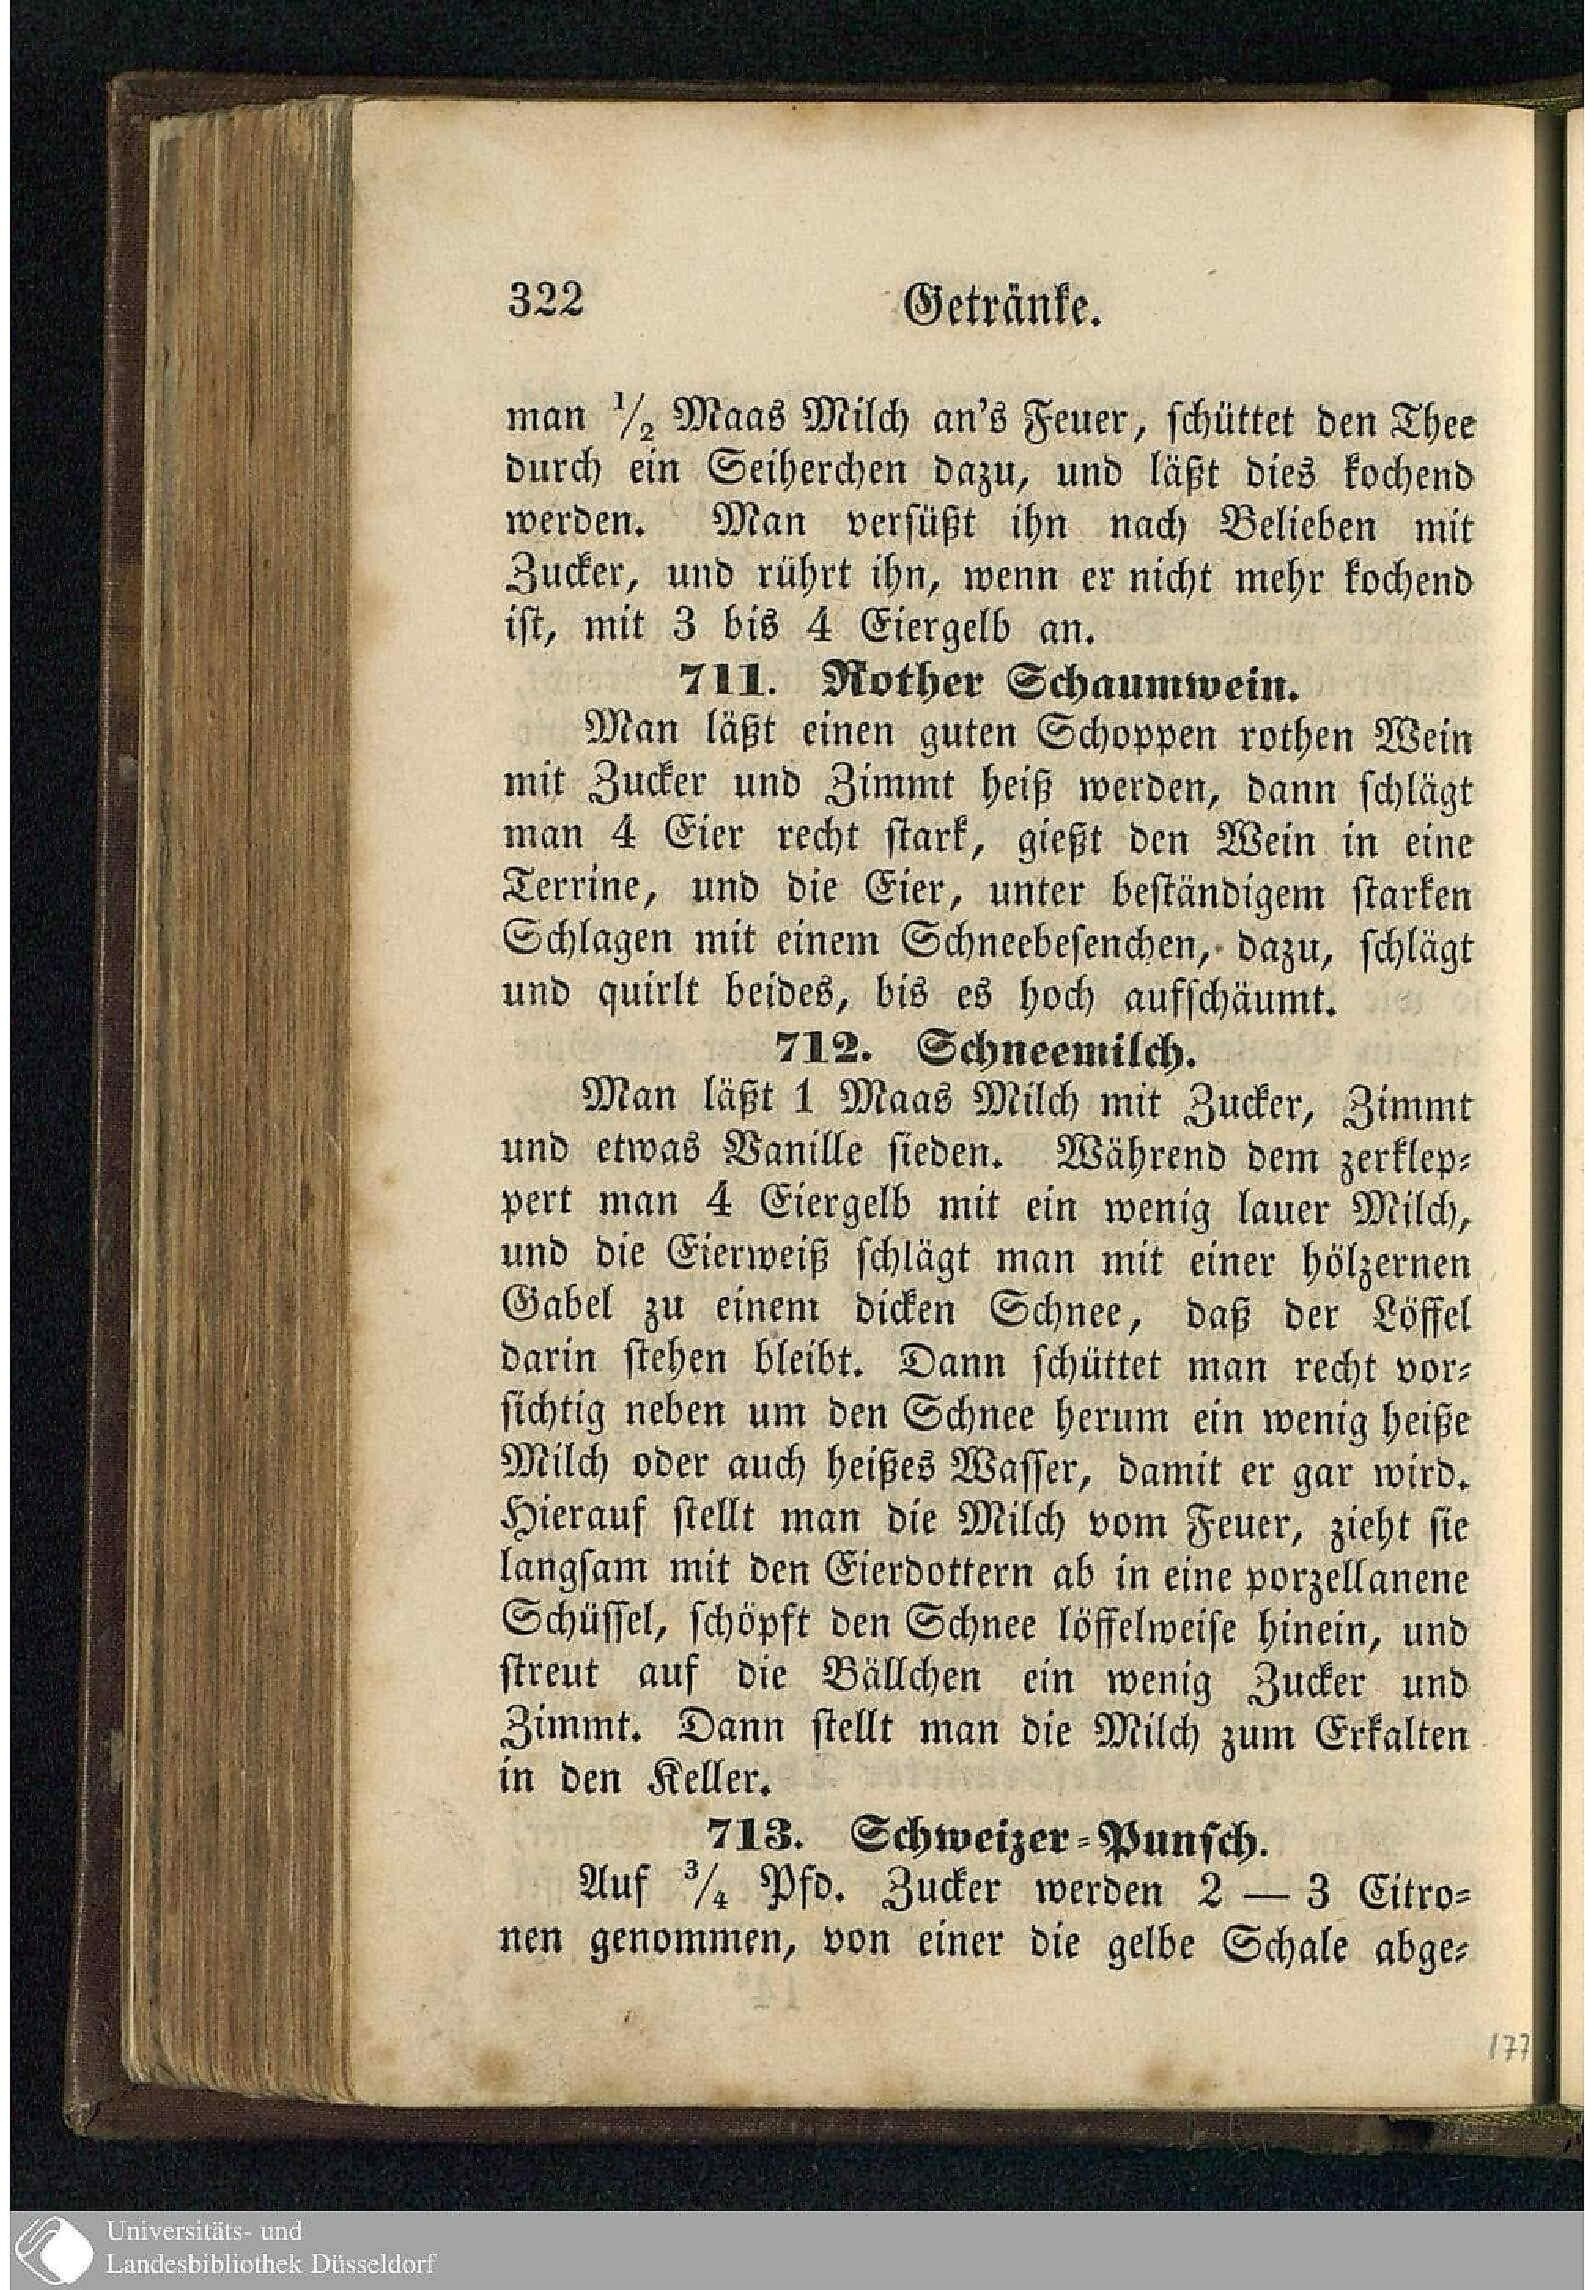 322 Getränke.
man 1/2 Maas Milch an's Feuer, schüttet den Thee
durch ein Seiherchen dazu, und läßt dies kochend
werden. Man versüßt ihn nach Belieben mit
Zucker, und rührt ihn, wenn er nicht mehr kochend
ist, mit 3 bis 4 Eiergelb an.
711. Rother Schaumwein.
Man läßt einen guten Schoppen rothen Wein
mit Zucker und Zimmt heiß werden, dann schlägt
man 4 Eier recht stark, gießt den Wein in eine
Terrine, und die Eier, unter beständigem starken
Schlagen mit einem Schneebesenchen, dazu, schlägt
und quirlt beides, bis es hoch aufschäumt.
712. Schneemilch.
Man läßt 1 Maas Milch mit Zucker, Zimmt
und etwas Vanille sieden. Während dem zerklep-
pert man 4 Eiergelb mit ein wenig lauer Milch,
und die Eierweiß schlägt man mit einer hölzernen
Gabel zu einem dicken Schnee, daß der Löffel
darin stehen bleibt. Dann schüttet man recht vor-
sichtig neben um den Schnee herum ein wenig heiße
Milch oder auch heißes Wasser, damit er gar wird.
Hierauf stellt man die Milch vom Feuer, zieht sie
langsam mit den Eierdottern ab in eine porzellanene
Schüssel, schöpft den Schnee löffelweise hinein, und
streut auf die Bällchen ein wenig Zucker und
Zimmt. Dann stellt man die Milch zum Erkalten
in den Keller.
713. Schweizer-Punsch.
Auf 3/4 Pfd. Zucker werden 2 — 3 Citro-
nen genommen, von einer die gelbe Schale abge-
177
Universitäts- und
Landesbibliothek Düsseldorf